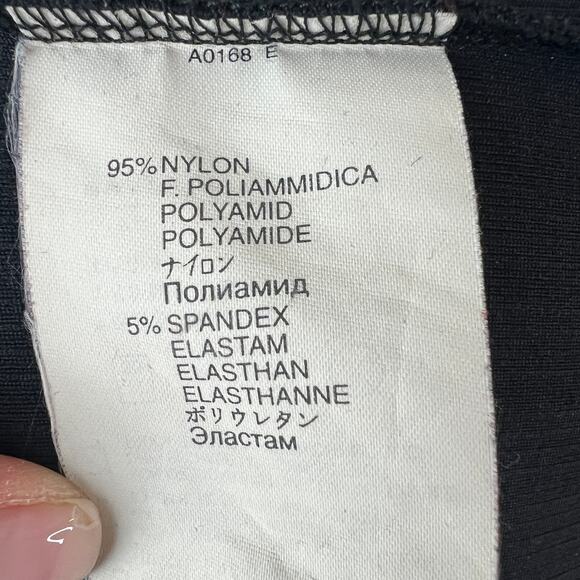 A0168 E
95% NYLON
F. POLIAMMIDICA
POLYAMID
POLYAMIDE
ナイロン
Полиамид
5% SPANDEX
ELASTAM
ELASTHAN
ELASTHANNE
ポリウレタン
Эластам